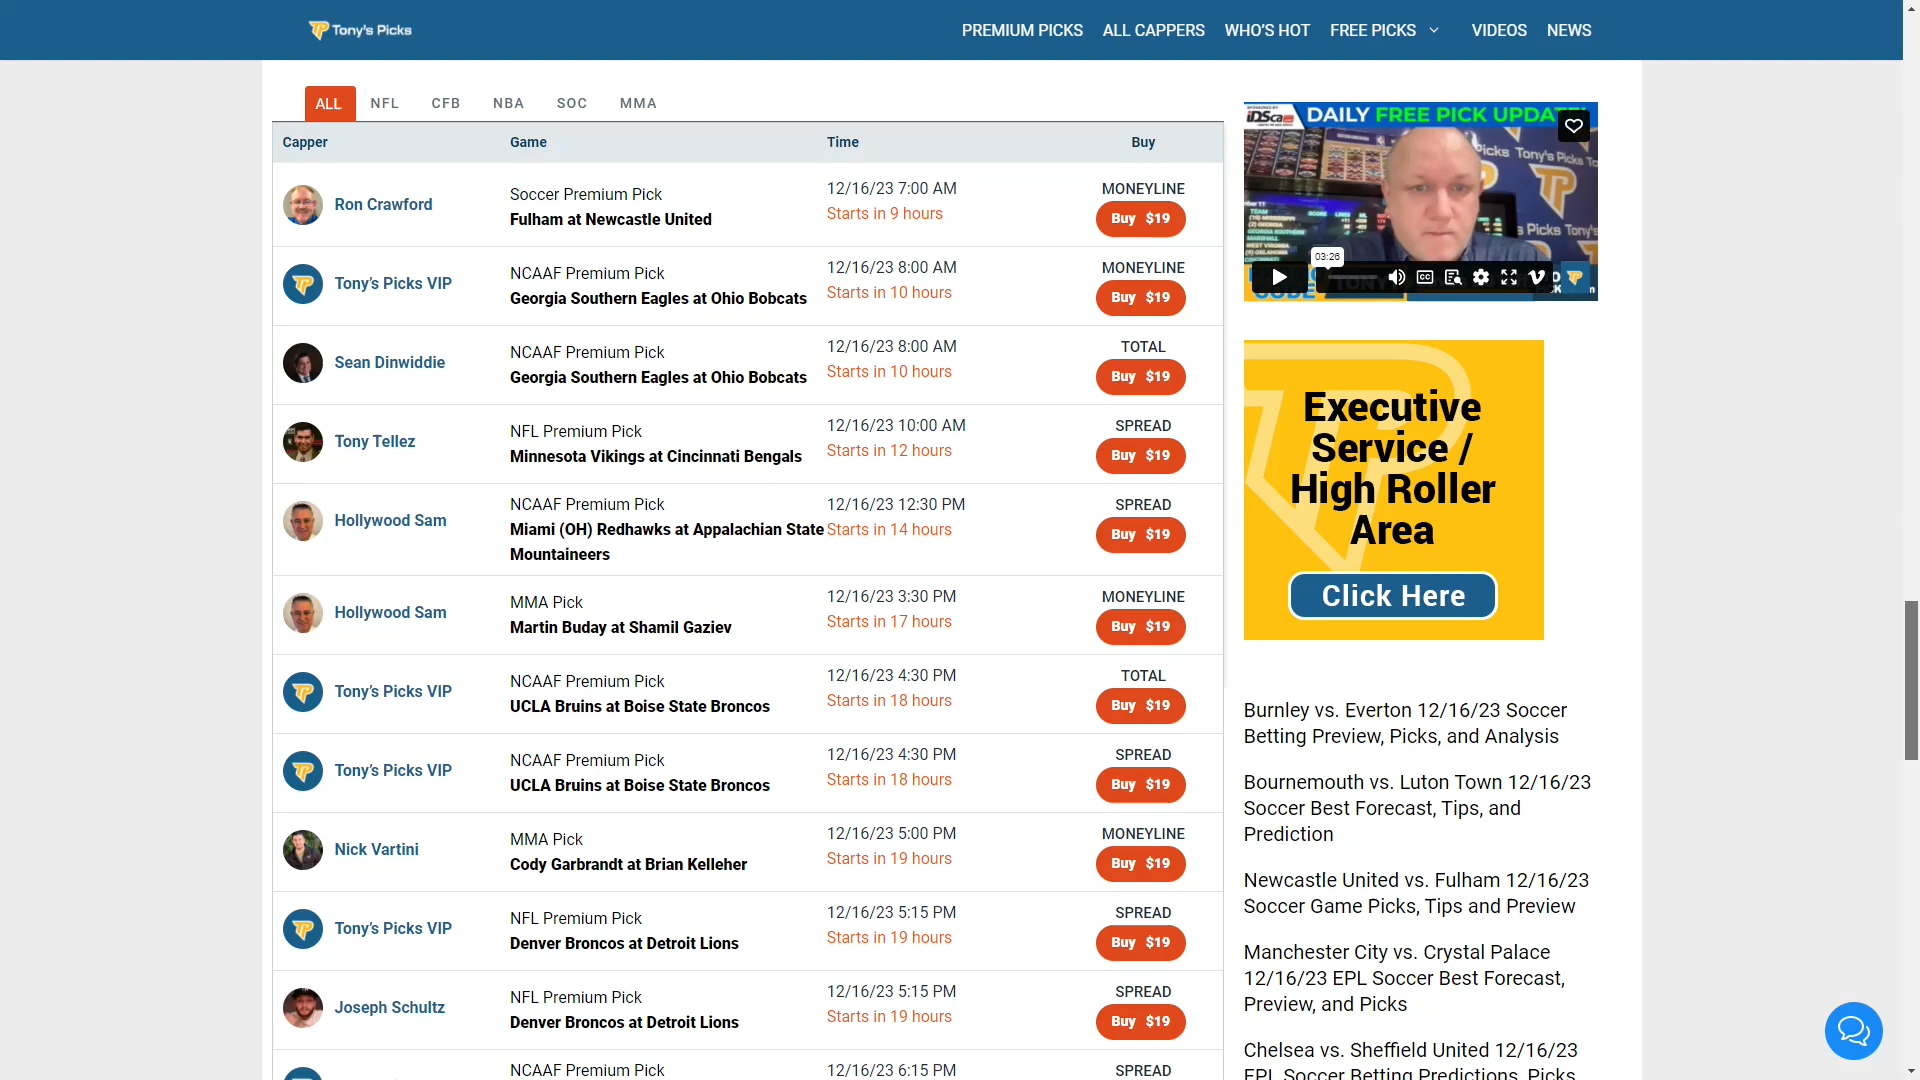 Tony's Picks
PREMIUM PICKS ALL CAPPERS WHO'S HOT FREE PICKS VIDEOS NEWS
ALL NFL CFB NBA SOC MMA
Capper Game Time Buy
Ron Crawford
Soccer Premium Pick
Fulham at Newcastle United
12/16/23 7:00 AM
Starts in 9 hours
MONEYLINE
Buy $19
Tony's Picks VIP
NCAAF Premium Pick
Georgia Southern Eagles at Ohio Bobcats
12/16/23 8:00 AM
Starts in 10 hours
MONEYLINE
Buy $19
Sean Dinwiddie
NCAAF Premium Pick
Georgia Southern Eagles at Ohio Bobcats
12/16/23 8:00 AM
Starts in 10 hours
TOTAL
Buy $19
Tony Tellez
NFL Premium Pick
Minnesota Vikings at Cincinnati Bengals
12/16/23 10:00 AM
Starts in 12 hours
SPREAD
Buy $19
Hollywood Sam
NCAAF Premium Pick
Miami (OH) Redhawks at Appalachian State
Mountaineers
12/16/23 12:30 PM
Starts in 14 hours
SPREAD
Buy $19
Hollywood Sam
MMA Pick
Martin Buday at Shamil Gaziev
12/16/23 3:30 PM
Starts in 17 hours
MONEYLINE
Buy $19
Tony's Picks VIP
NCAAF Premium Pick
UCLA Bruins at Boise State Broncos
12/16/23 4:30 PM
Starts in 18 hours
TOTAL
Buy $19
Tony's Picks VIP
NCAAF Premium Pick
UCLA Bruins at Boise State Broncos
12/16/23 4:30 PM
Starts in 18 hours
SPREAD
Buy $19
Nick Vartini
MMA Pick
Cody Garbrandt at Brian Kelleher
12/16/23 5:00 PM
Starts in 19 hours
MONEYLINE
Buy $19
Tony's Picks VIP
NFL Premium Pick
Denver Broncos at Detroit Lions
12/16/23 5:15 PM
Starts in 19 hours
SPREAD
Buy $19
Joseph Schultz
NFL Premium Pick
Denver Broncos at Detroit Lions
12/16/23 5:15 PM
Starts in 19 hours
SPREAD
Buy $19
NCAAF Premium Pick
12/16/23 6:15 PM
SPREAD
DAILY FREE PICK UPDATE!
Picks Tony's Picks
03:26
Executive
Service /
High Roller
Area
Click Here
Burnley vs. Everton 12/16/23 Soccer
Betting Preview, Picks, and Analysis
Bournemouth vs. Luton Town 12/16/23
Soccer Best Forecast, Tips, and
Prediction
Newcastle United vs. Fulham 12/16/23
Soccer Game Picks, Tips and Preview
Manchester City vs. Crystal Palace
12/16/23 EPL Soccer Best Forecast,
Preview, and Picks
Chelsea vs. Sheffield United 12/16/23
EPL Soccer Betting Predictions, Picks